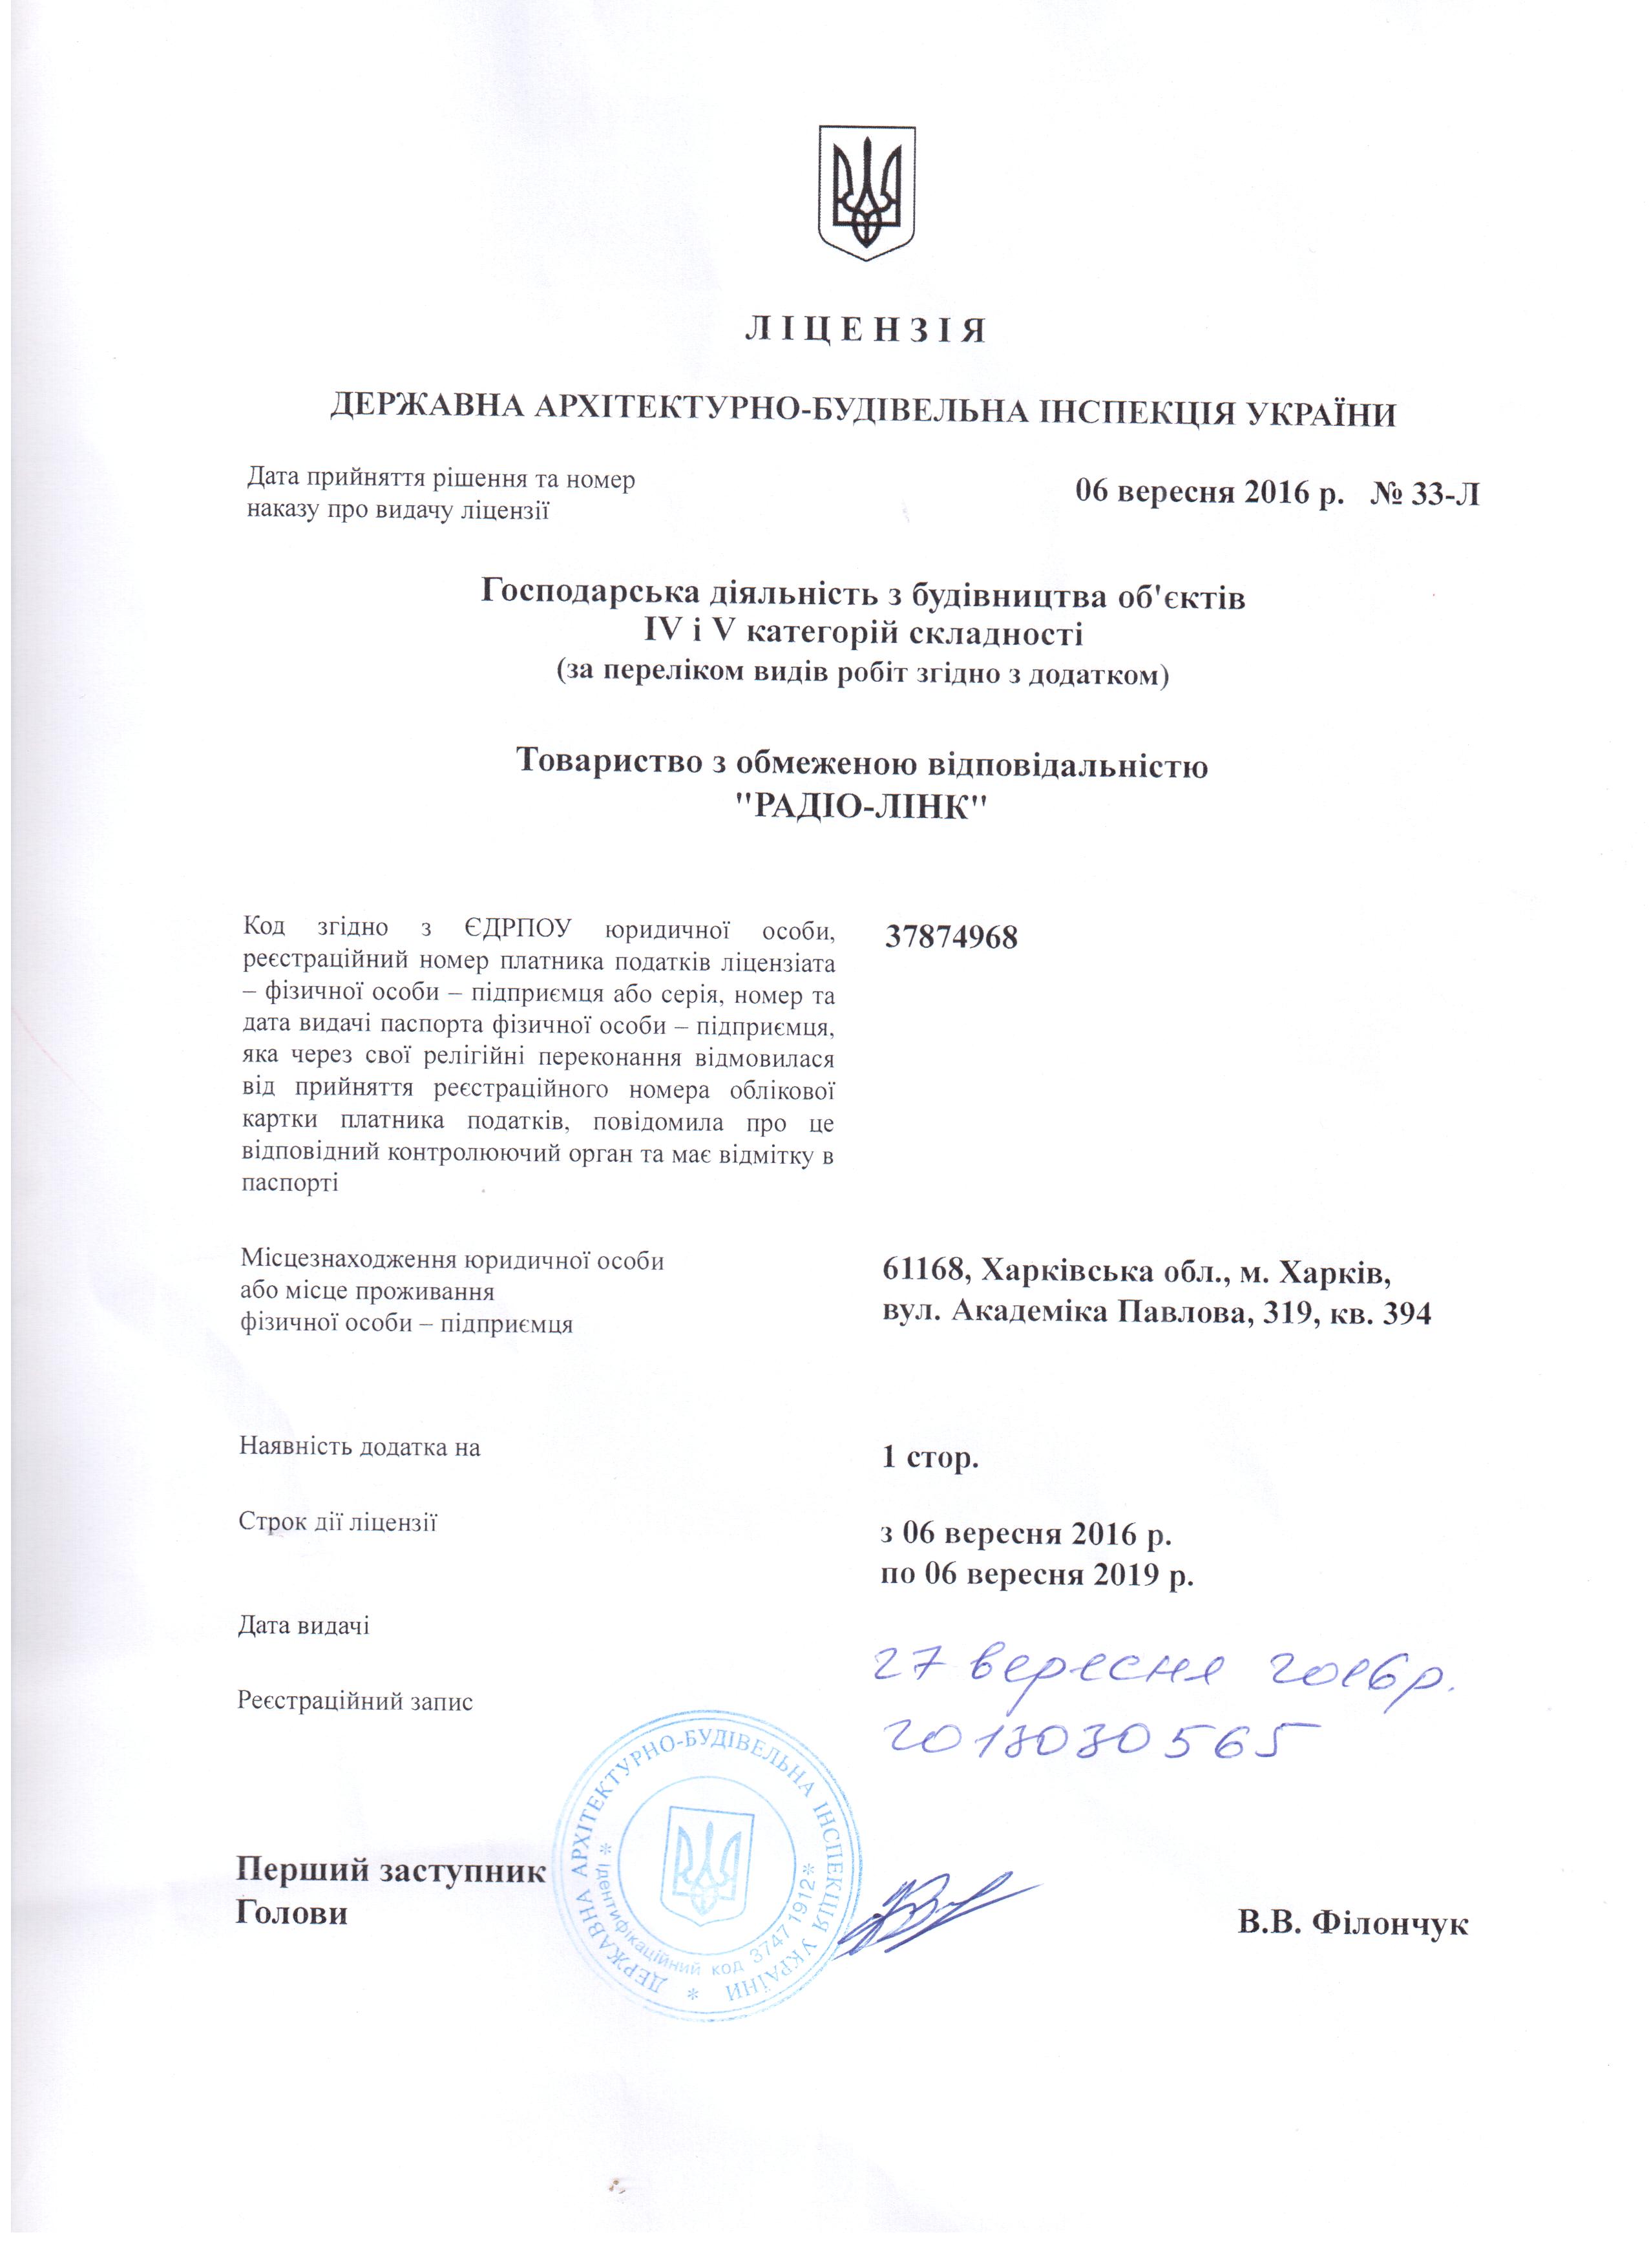 ЛІЦЕНЗІЯ
ДЕРЖАВНА АРХІТЕКТУРНО-БУДІВЕЛЬНА ІНСПЕКЦІЯ УКРАЇНИ
Дата прийняття рішення та номер
наказу про видачу ліцензії
06 вересня 2016 р. № 33-Л
Господарська діяльність з будівництва об'єктів
IV і V категорій складності
(за переліком видів робіт згідно з додатком)
Товариство з обмеженою відповідальністю
"РАДІО-ЛІНК"
Код згідно з ЄДРПОУ юридичної особи,
реєстраційний номер платника податків ліцензіата
– фізичної особи – підприємця або серія, номер та
дата видачі паспорта фізичної особи – підприємця,
яка через свої релігійні переконання відмовилася
від прийняття реєстраційного номера облікової
картки платника податків, повідомила про це
відповідний контролюючий орган та має відмітку в
паспорті
37874968
Місцезнаходження юридичної особи
або місце проживання
фізичної особи – підприємця
61168, Харківська обл., м. Харків,
вул. Академіка Павлова, 319, кв. 394
Наявність додатка на
1 стор.
Строк дії ліцензії
з 06 вересня 2016 р.
по 06 вересня 2019 р.
Дата видачі
27 вересня 2016 р.
Реєстраційний запис
Перший заступник
Голови
ДЕРЖАВНА АРХІТЕКТУРНО-БУДІВЕЛЬНА ІНСПЕКЦІЯ УКРАЇНИ *
* Ідентифікаційний код 37471912 *
В.В. Філончук